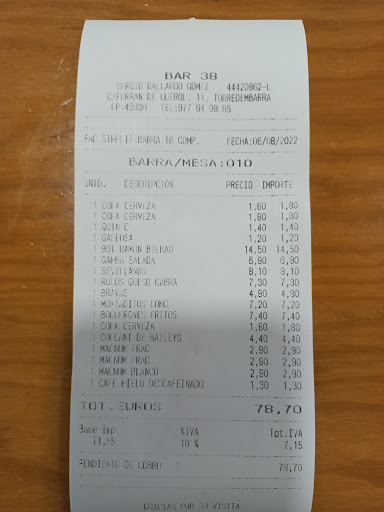 BAR 38
SERGIO GALLARDO GOMEZ 44420862-L
C/FERRAN DE QUEROL, 11, TORREDEMBARRA
CP:43830 TEL:977 64 09 95
FAC SIMPLIF.BARRA TB COMP. FECHA:06/08/2022
BARRA/MESA:010
UNID. DESCRIPCION PRECIO IMPORTE
1 COPA CERVEZA 1,80 1,80
1 COPA CERVEZA 1,80 1,80
1 1,40 1,40
1 GASEOSA 1,20 1,20
1 BOT RAMON BILBAO 14,50 14,50
1 GAMBA SALADA 6,90 6,90
1 SEVILLANOS 8,10 8,10
1 RULOS QUESO CABRA 7,30 7,30
1 BRAVAS 4,90 4,90
1 MONTADITOS LOMO 7,20 7,20
1 BOQUERONES FRITOS 7,40 7,40
1 COPA CERVEZA 1,80 1,80
1 COULANT DE BAILEYS 4,40 4,40
1 MAGNUM FRAC 2,90 2,90
1 MAGNUM FRAC 2,90 2,90
1 MAGNUM BLANCO 2,90 2,90
1 CAFE HIELO DESCAFEINADO 1,30 1,30
TOT.EUROS 78,70
Base Imp. %IVA Tot.IVA
71,55 10 % 7,15
PENDIENTE DE COBRO 78,70
GRACIAS POR SU VISITA